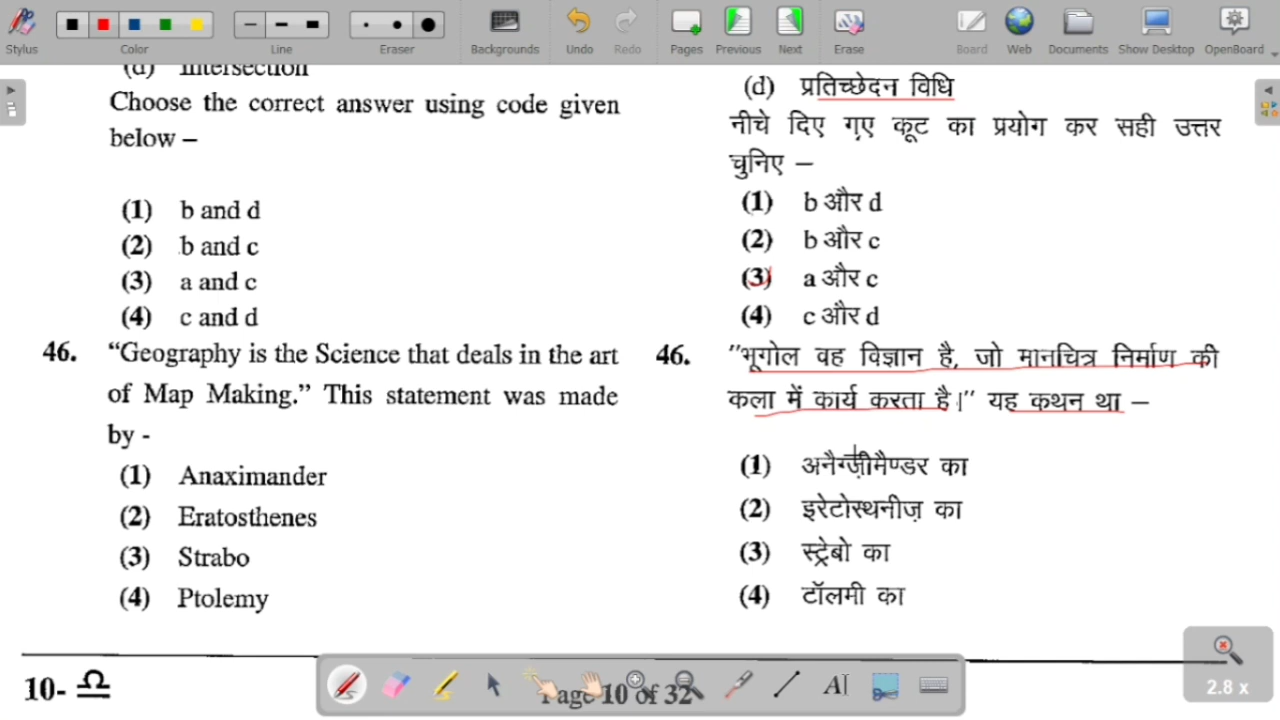 Stylus
Color
Line
Eraser
Backgrounds
Undo
Redo
Pages
Previous
Next
Erase
Board
Web
Documents
Show Desktop
OpenBoard
(d) Intersection
Choose the correct answer using code given
below –
(1) b and d
(2) b and c
(3) a and c
(4) c and d
46. “Geography is the Science that deals in the art
of Map Making.” This statement was made
by -
(1) Anaximander
(2) Eratosthenes
(3) Strabo
(4) Ptolemy
(d) प्रतिच्छेदन विधि
नीचे दिए गए कूट का प्रयोग कर सही उत्तर
चुनिए –
(1) b और d
(2) b और c
(3) a और c
(4) c और d
46. ”भूगोल वह विज्ञान है, जो मानचित्र निर्माण की
कला में कार्य करता है।” यह कथन था –
(1) अनैग्ज़ीमैण्डर का
(2) इरेटोस्थनीज़ का
(3) स्ट्रेबो का
(4) टॉलमी का
10- ♎
Page 10 of 32
2.8 x